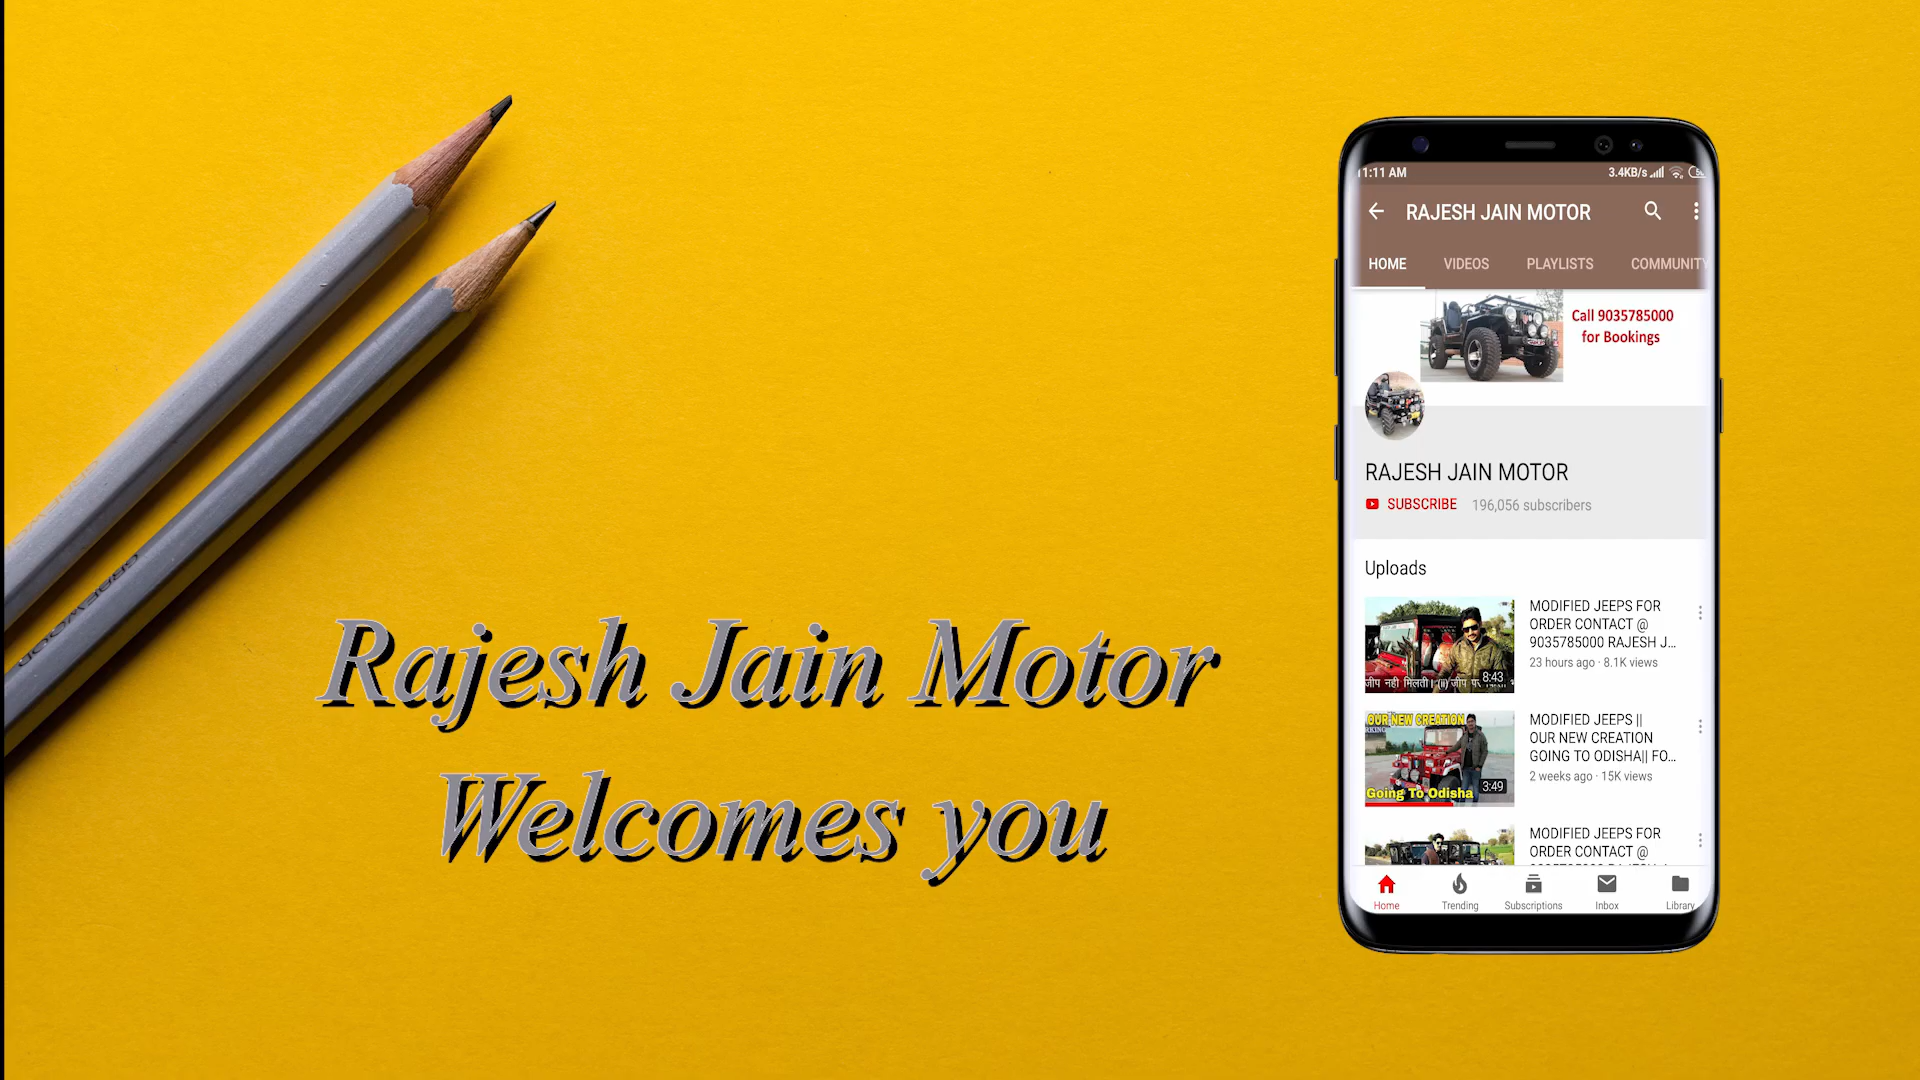 Rajesh Jain Motor
Welcomes you
1:11 AM
3.4KB/s
RAJESH JAIN MOTOR
HOME VIDEOS PLAYLISTS COMMUNITY
Call 9035785000
for Bookings
RAJESH JAIN MOTOR
SUBSCRIBE 196,056 subscribers
Uploads
MODIFIED JEEPS FOR
ORDER CONTACT @
9035785000 RAJESH J...
23 hours ago · 8.1K views
8:43
जीप नही मिलती
OUR NEW CREATION
Going To Odisha
3:49
MODIFIED JEEPS ||
OUR NEW CREATION
GOING TO ODISHA|| FO...
2 weeks ago · 15K views
MODIFIED JEEPS FOR
ORDER CONTACT @
Home Trending Subscriptions Inbox Library